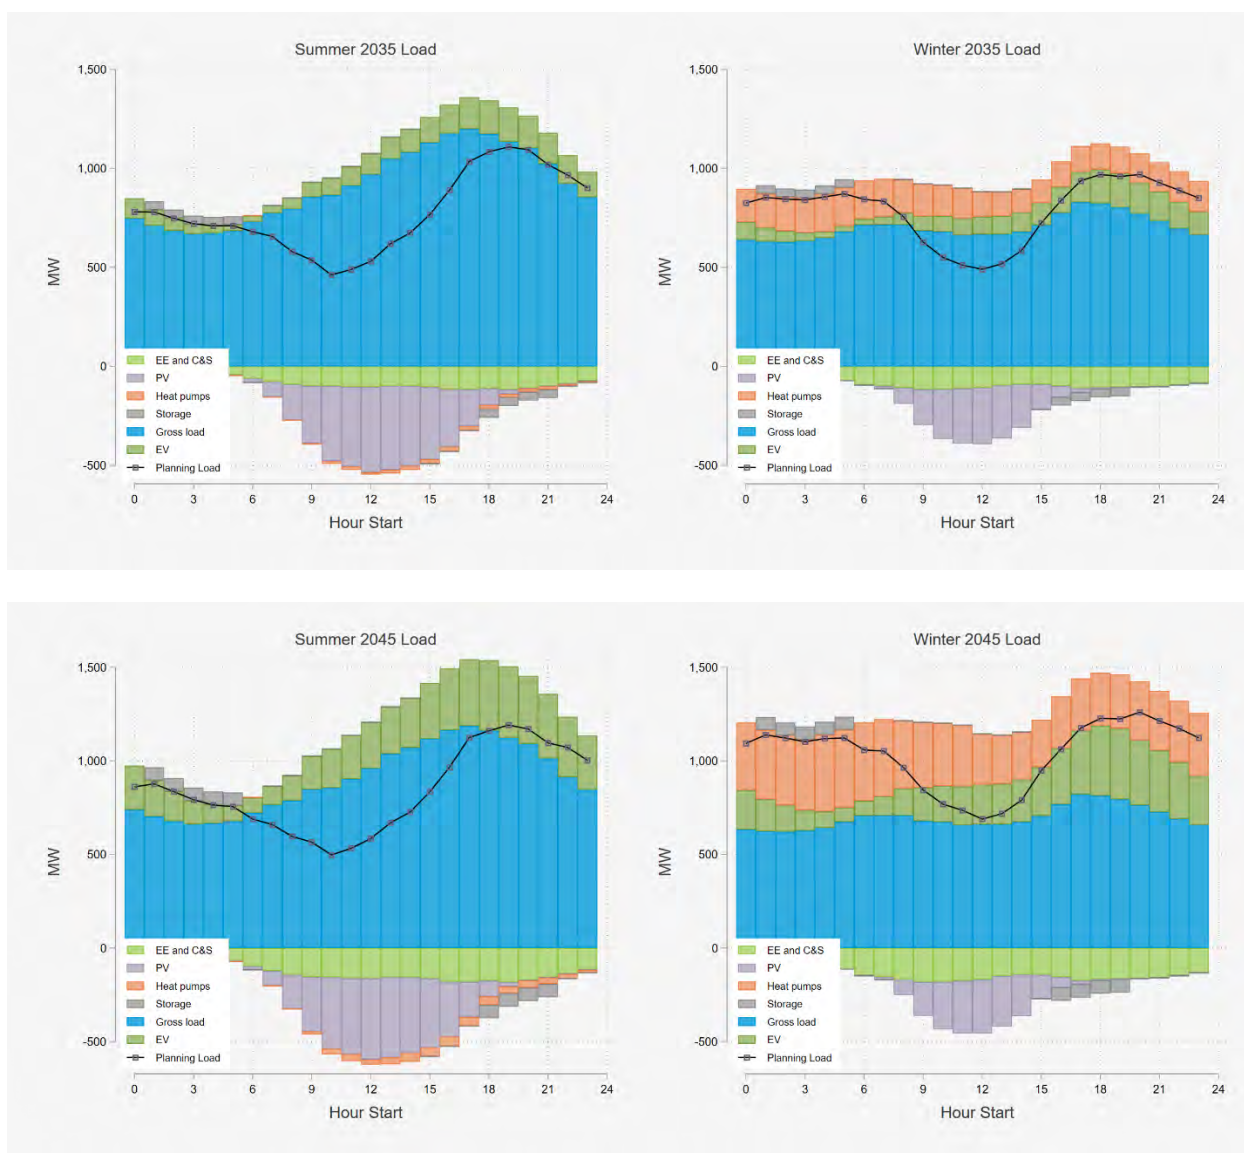 Summer 2035 Load
1,500
1,000
500
0
-500
MW
EE and C&S
PV
Heat pumps
Storage
Gross load
EV
Planning Load
0 3 6 9 12 15 18 21 24
Hour Start
Winter 2035 Load
1,500
1,000
500
0
-500
MW
EE and C&S
PV
Heat pumps
Storage
Gross load
EV
Planning Load
0 3 6 9 12 15 18 21 24
Hour Start
Summer 2045 Load
1,500
1,000
500
0
-500
MW
EE and C&S
PV
Heat pumps
Storage
Gross load
EV
Planning Load
0 3 6 9 12 15 18 21 24
Hour Start
Winter 2045 Load
1,500
1,000
500
0
-500
MW
EE and C&S
PV
Heat pumps
Storage
Gross load
EV
Planning Load
0 3 6 9 12 15 18 21 24
Hour Start